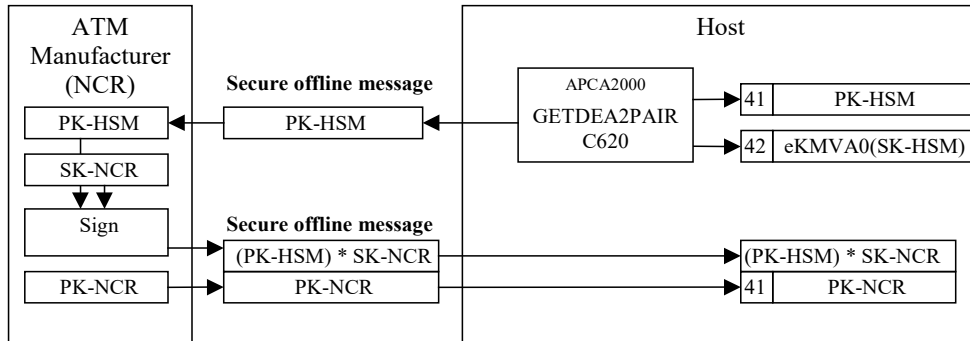 ATM
Manufacturer
(NCR)
Host
Secure offline message
APCA2000
GETDEA2PAIR
C620
41 PK-HSM
PK-HSM
PK-HSM
42 eKMVA0(SK-HSM)
SK-NCR
Sign
Secure offline message
(PK-HSM) * SK-NCR
(PK-HSM) * SK-NCR
PK-NCR
PK-NCR
41 PK-NCR